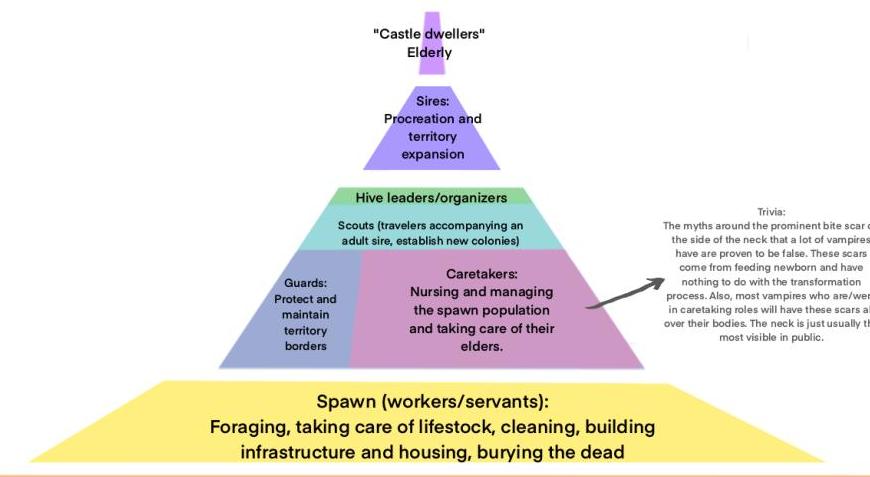 "Castle dwellers"
Elderly
Sires:
Procreation and
territory
expansion
Hive leaders/organizers
Scouts (travelers accompanying an
adult sire, establish new colonies)
Guards:
Protect and
maintain
territory
borders
Caretakers:
Nursing and managing
the spawn population
and taking care of their
elders.
Trivia:
The myths around the prominent bite scar
the side of the neck that a lot of vampires
have are proven to be false. These scars
come from feeding newborn and have
nothing to do with the transformation
process. Also, most vampires who are/wer
in caretaking roles will have these scars al
over their bodies. The neck is just usually th
most visible in public.
Spawn (workers/servants):
Foraging, taking care of lifestock, cleaning, building
infrastructure and housing, burying the dead